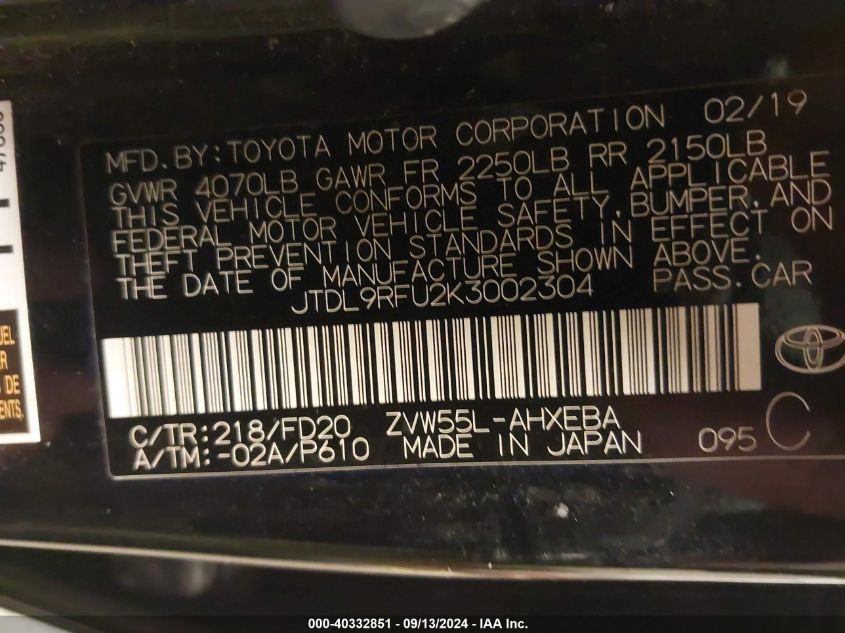 MFD. BY: TOYOTA MOTOR CORPORATION 02/19
GVWR 4070LB GAWR FR 2250LB RR 2150LB
THIS VEHICLE CONFORMS TO ALL APPLICABLE
FEDERAL MOTOR VEHICLE SAFETY, BUMPER, AND
THEFT PREVENTION STANDARDS IN EFFECT ON
THE DATE OF MANUFACTURE SHOWN ABOVE.
JTDL9RFU2K3002304 PASS. CAR
C/TR:218/FD20 ZVW55L-AHXEBA
A/TM:-02A/P610 MADE IN JAPAN 095 C
DE
000-40332851 - 09/13/2024 - IAA Inc.